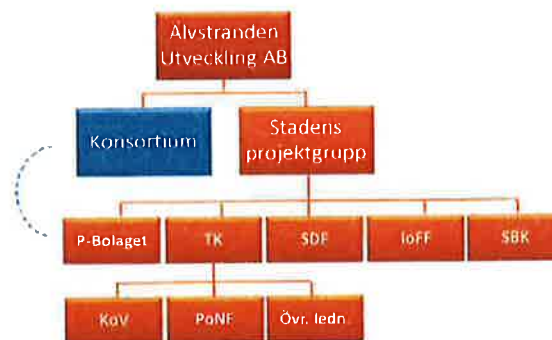 Älvstranden
Utveckling AB
Konsortium
Stadens
projektgrupp
P-Bolaget
TK
SDF
IoFF
SBK
KoV
PoNF
Övr. ledn.